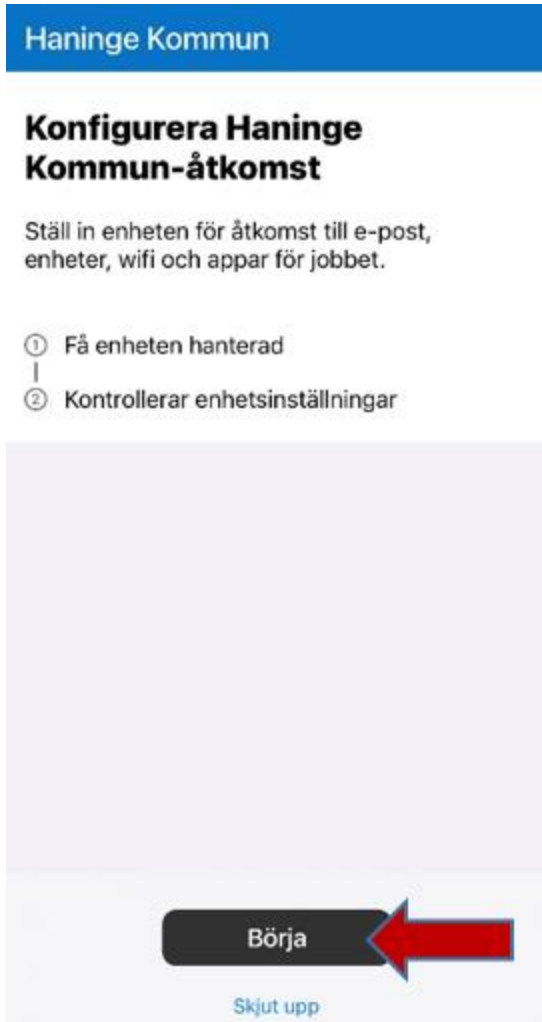 Haninge Kommun
Konfigurera Haninge
Kommun-åtkomst
Ställ in enheten för åtkomst till e-post,
enheter, wifi och appar för jobbet.
1 Få enheten hanterad
2 Kontrollerar enhetsinställningar
Börja
Skjut upp